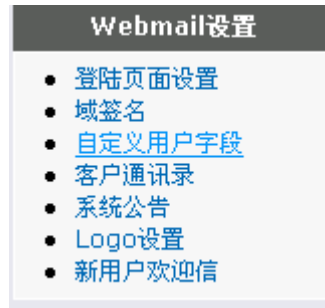 Webmail设置
登陆页面设置
域签名
自定义用户字段
客户通讯录
系统公告
Logo设置
新用户欢迎信